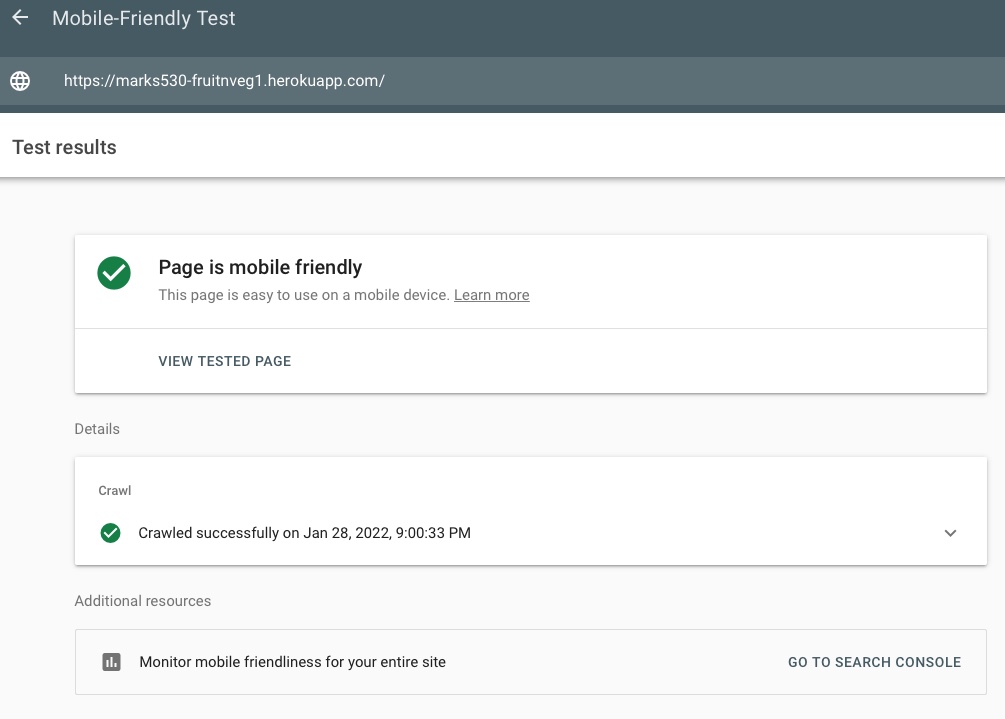 Mobile-Friendly Test
https://marks530-fruitnveg1.herokuapp.com/
Test results
Page is mobile friendly
This page is easy to use on a mobile device. Learn more
VIEW TESTED PAGE
Details
Crawl
Crawled successfully on Jan 28, 2022, 9:00:33 PM
Additional resources
Monitor mobile friendliness for your entire site
GO TO SEARCH CONSOLE